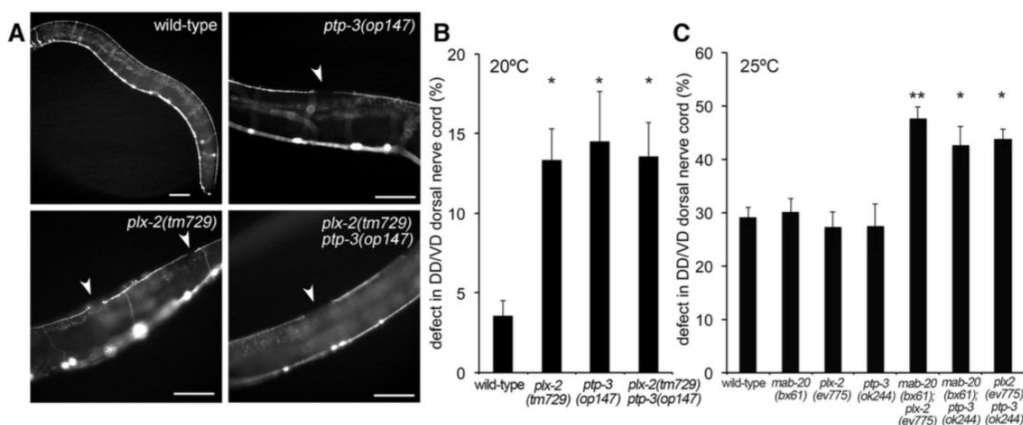 A
wild-type
ptp-3(op147)
plx-2(tm729)
plx-2(tm729)
ptp-3(op147)
B
20ºC
defect in DD/VD dorsal nerve cord (%)
20
15
10
5
0
wild-type
plx-2
(tm729)
ptp-3
(op147)
plx-2(tm729)
ptp-3(op147)
*
*
*
C
25ºC
defect in DD/VD dorsal nerve cord (%)
60
50
40
30
20
10
0
wild-type
mab-20
(bx61)
plx-2
(ev775)
ptp-3
(ok244)
mab-20
(bx61);
plx-2
(ev775)
mab-20
(bx61);
ptp-3
(ok244)
plx2
(ev775)
ptp-3
(ok244)
**
*
*